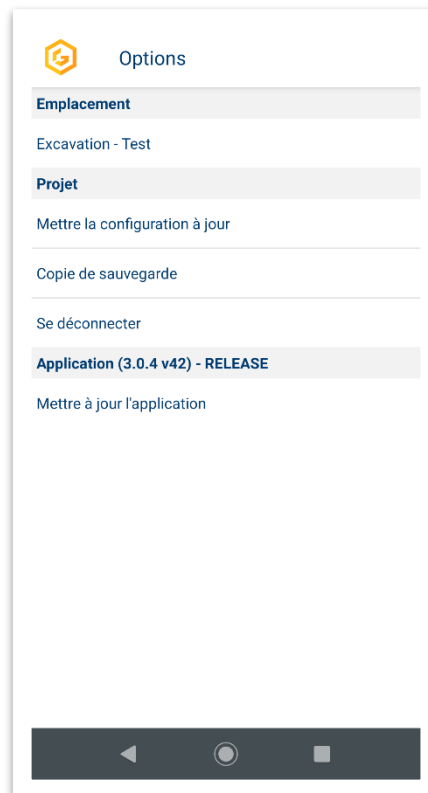 Options
Emplacement
Excavation - Test
Projet
Mettre la configuration à jour
Copie de sauvegarde
Se déconnecter
Application (3.0.4 v42) - RELEASE
Mettre à jour l'application